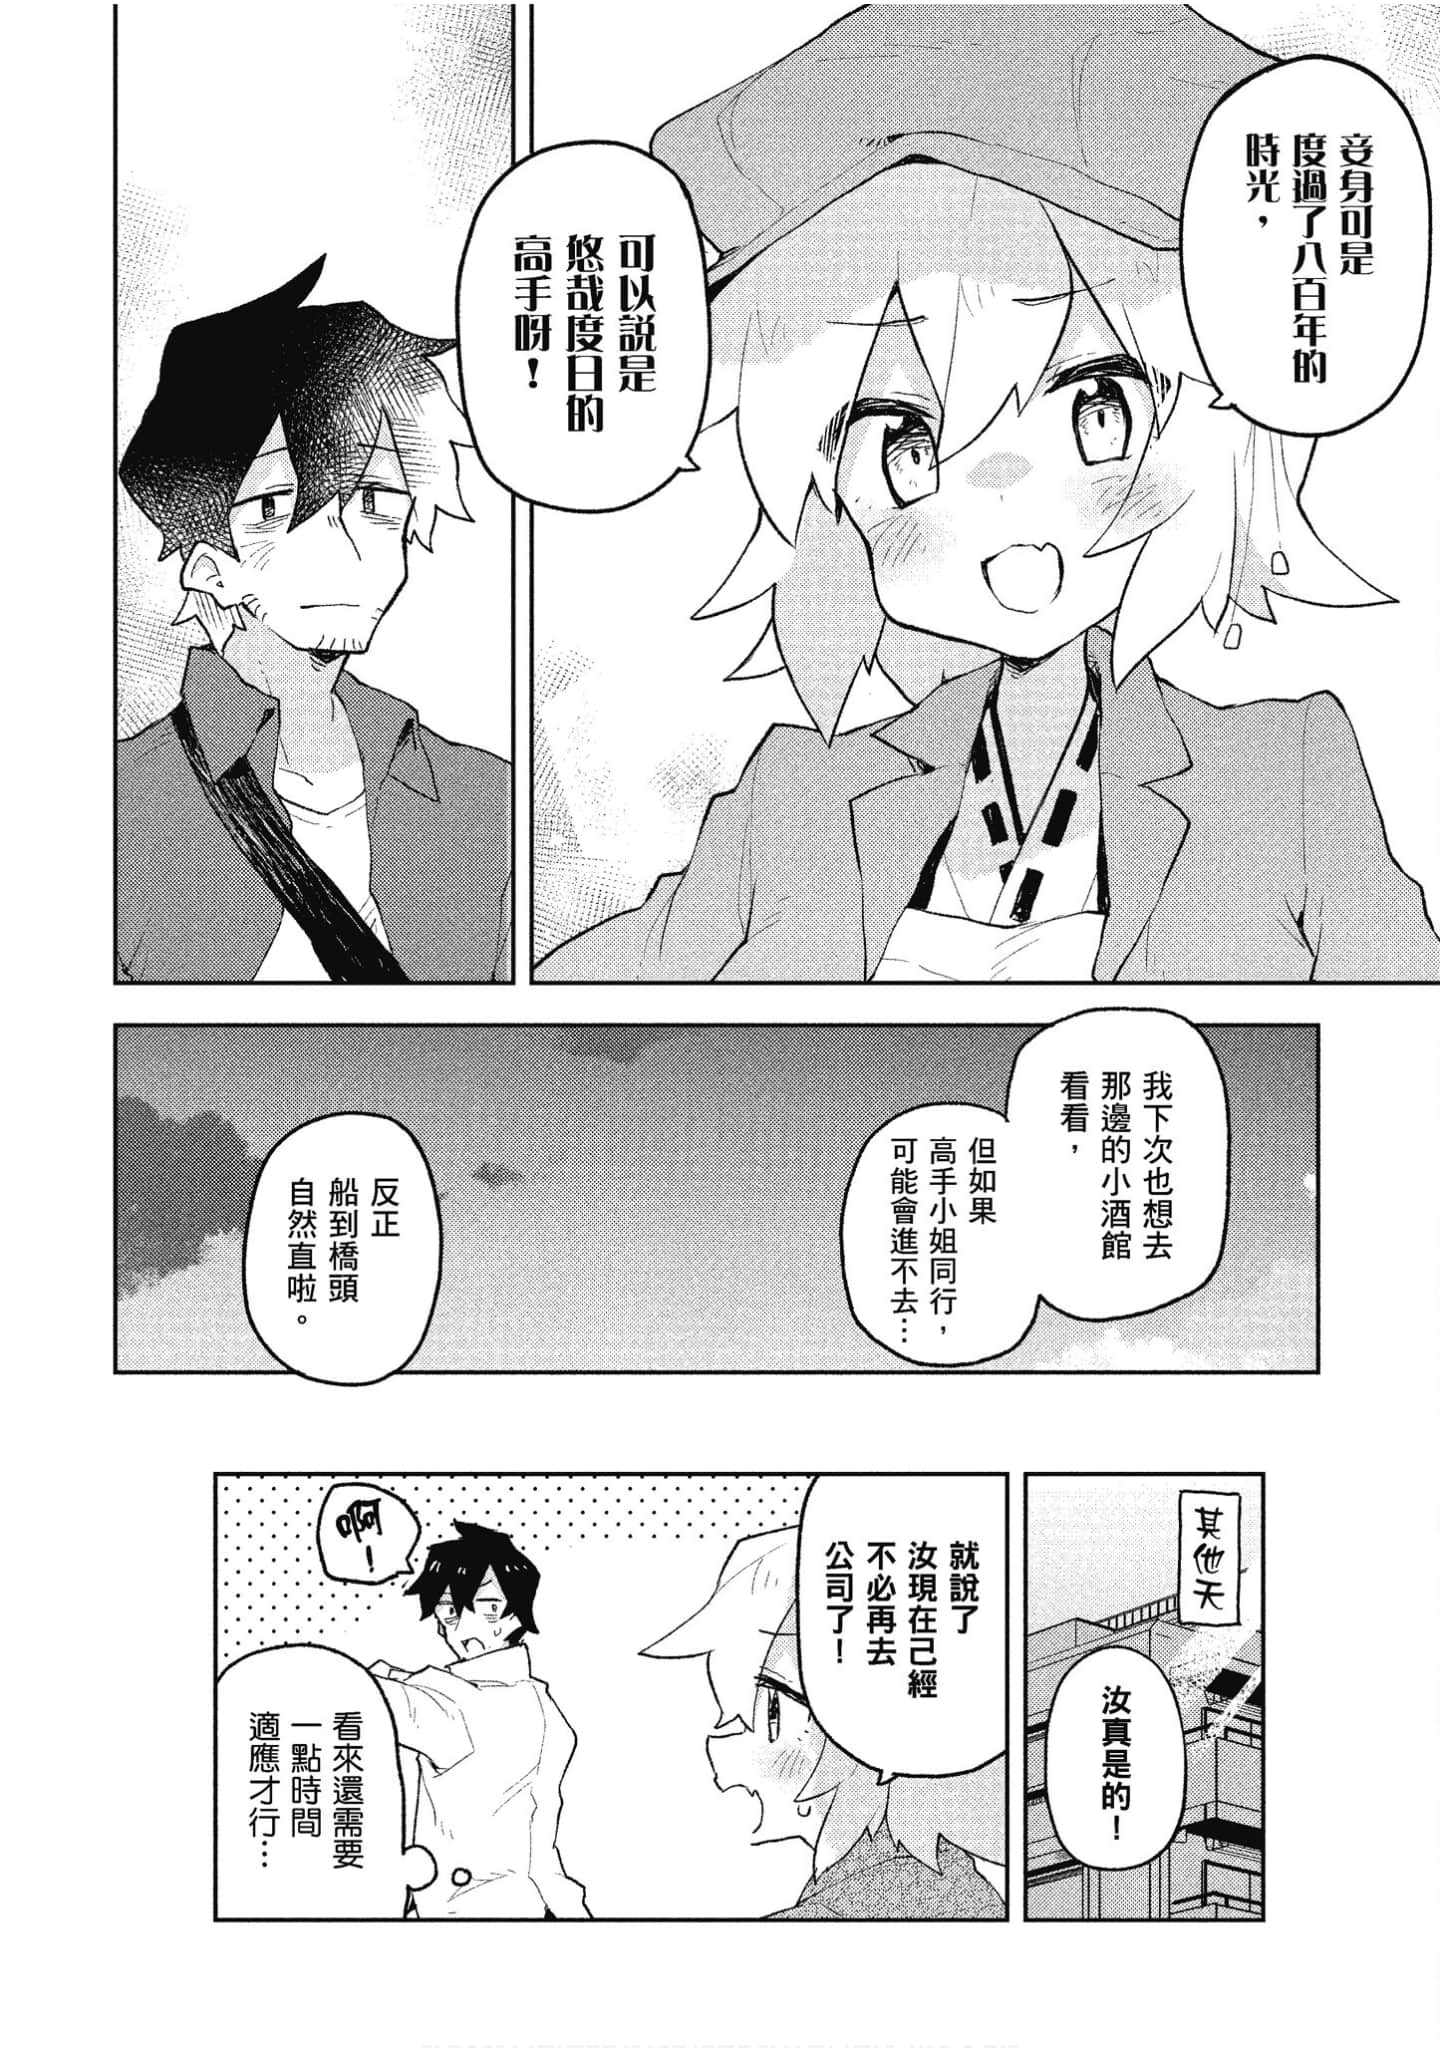 妾身可是
度過了八百年的
時光，
可以說是
悠哉度日的
高手呀！
我下次也想去
那邊的小酒館
看看，
但如果
高手小姐同行，
可能會進不去…
反正
船到橋頭
自然直啦。
其他天
汝真是的！
就說了
汝現在已經
不必再去
公司了！
啊！
看來還需要
一點時間
適應才行…